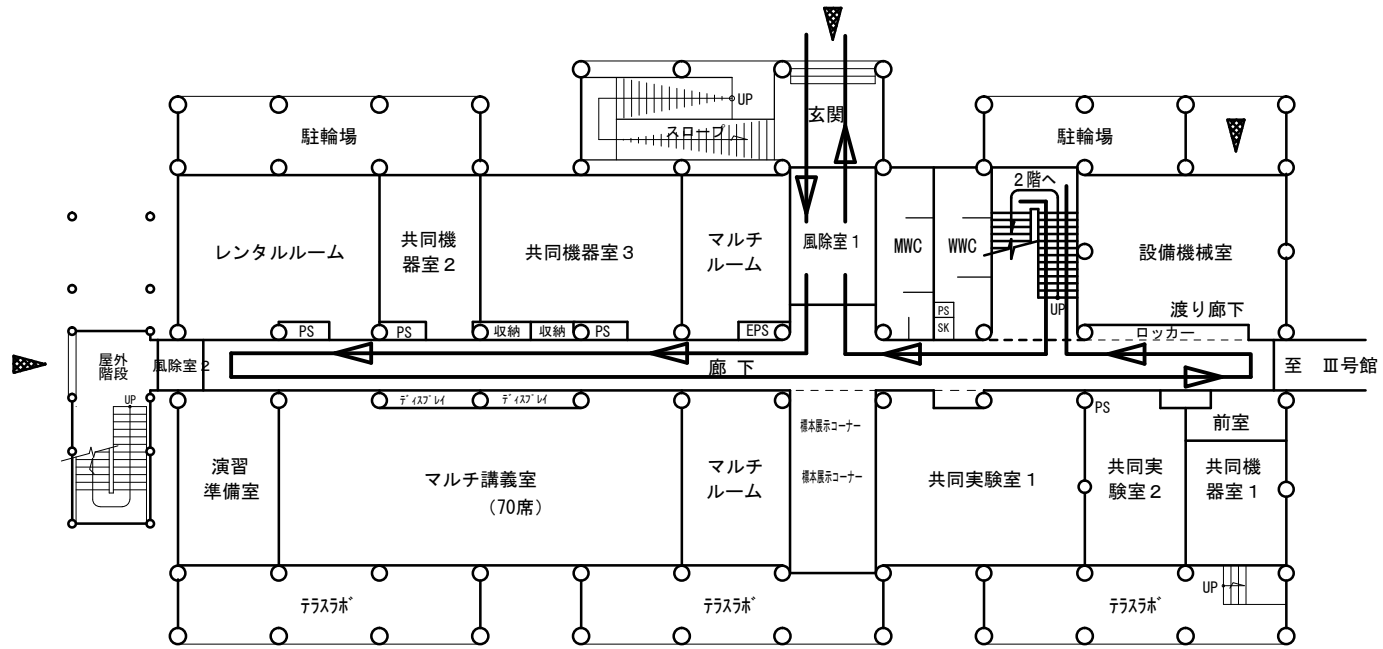 UP
玄関
駐輪場
スロープ
駐輪場
2階へ
レンタルルーム
共同機
器室2
共同機器室3
マルチ
ルーム
風除室1
MWC
WWC
設備機械室
PS
PS
収納
収納
PS
EPS
PS
SK
UP
渡り廊下
ロッカー
屋外
階段
風除室2
廊下
至 Ⅲ号館
UP
ディスプレイ
ディスプレイ
PS
前室
標本展示コーナー
演習
準備室
マルチ講義室
(70席)
マルチ
ルーム
標本展示コーナー
共同実験室1
共同実
験室2
共同機
器室1
テラスラボ
テラスラボ
テラスラボ
UP